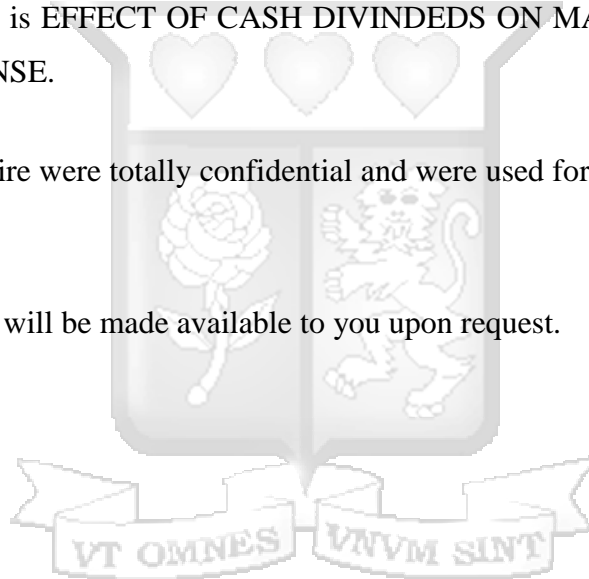 is EFFECT OF CASH DIVINDEDS ON MA
NSE.
ire were totally confidential and were used for
will be made available to you upon request.
VT OMNES VNVM SINT